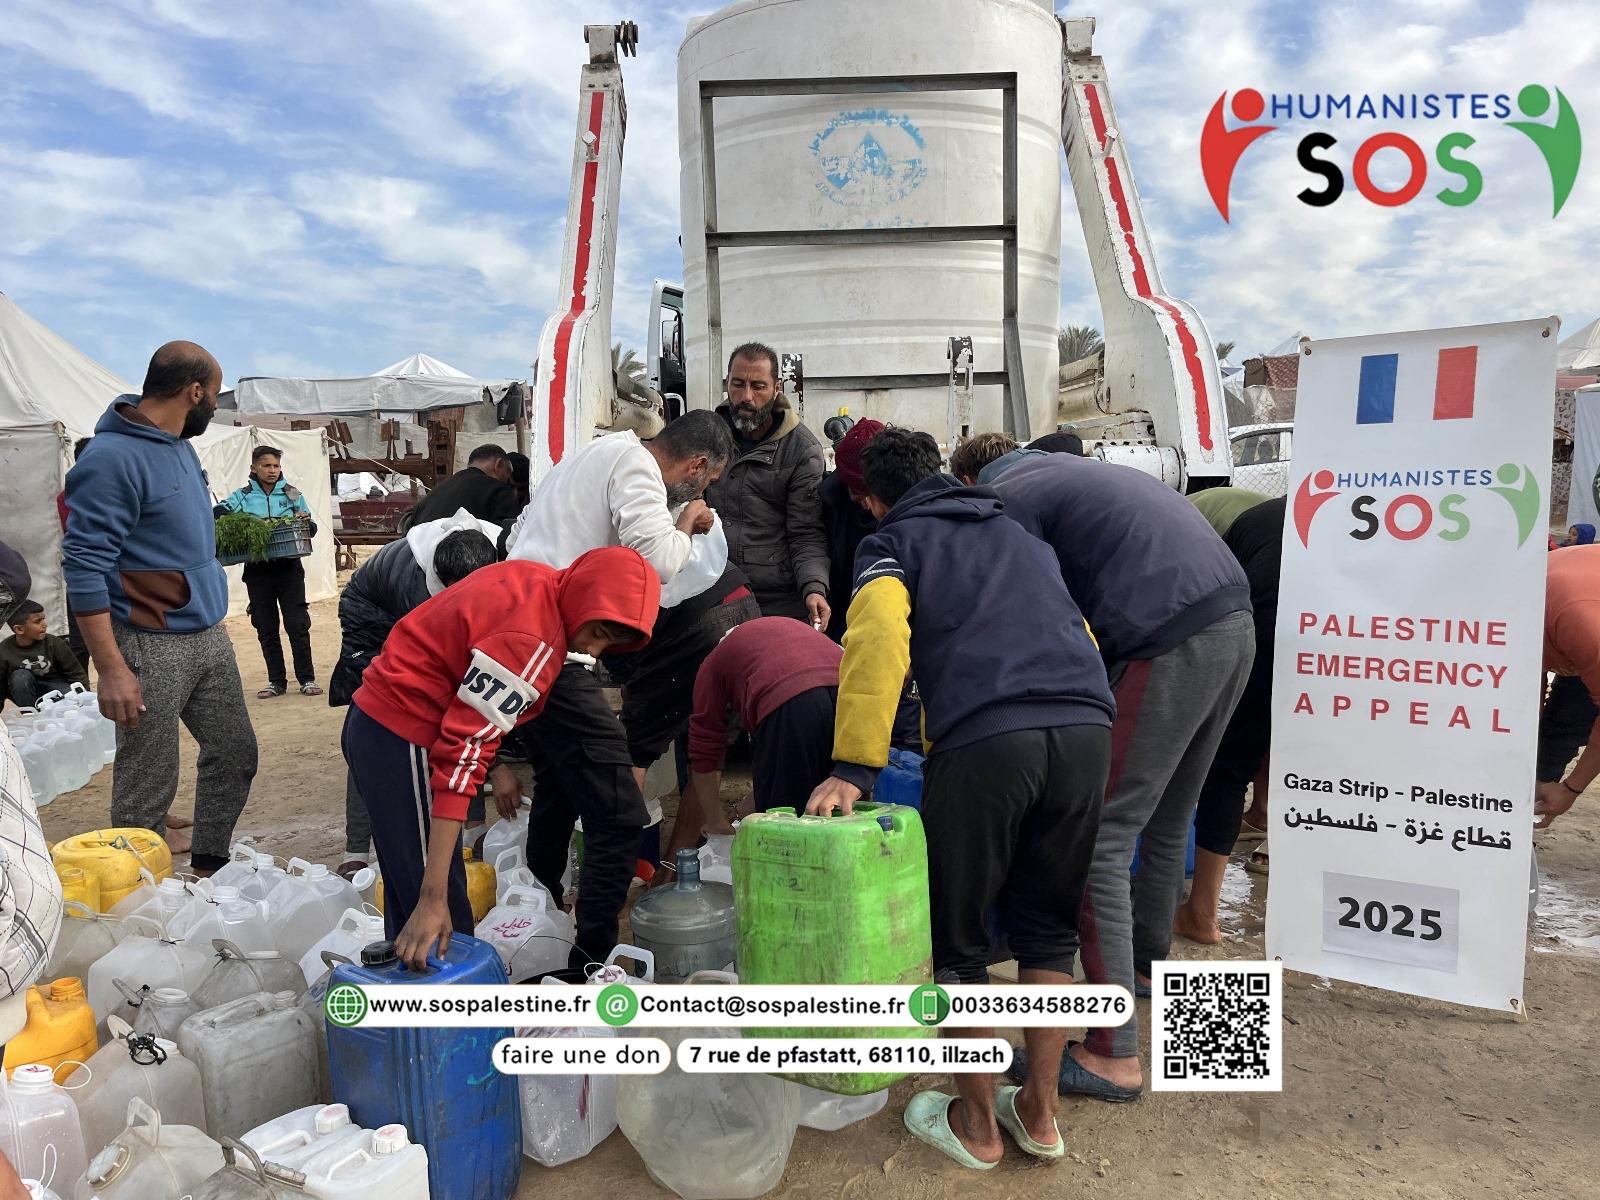 HUMANISTES
SOS
HUMANISTES
SOS
PALESTINE
EMERGENCY
APPEAL
Gaza Strip - Palestine
قطاع غزة - فلسطين
2025
UST D
www.sospalestine.fr
Contact@sospalestine.fr
0033634588276
faire une don
7 rue de pfastatt, 68110, illzach